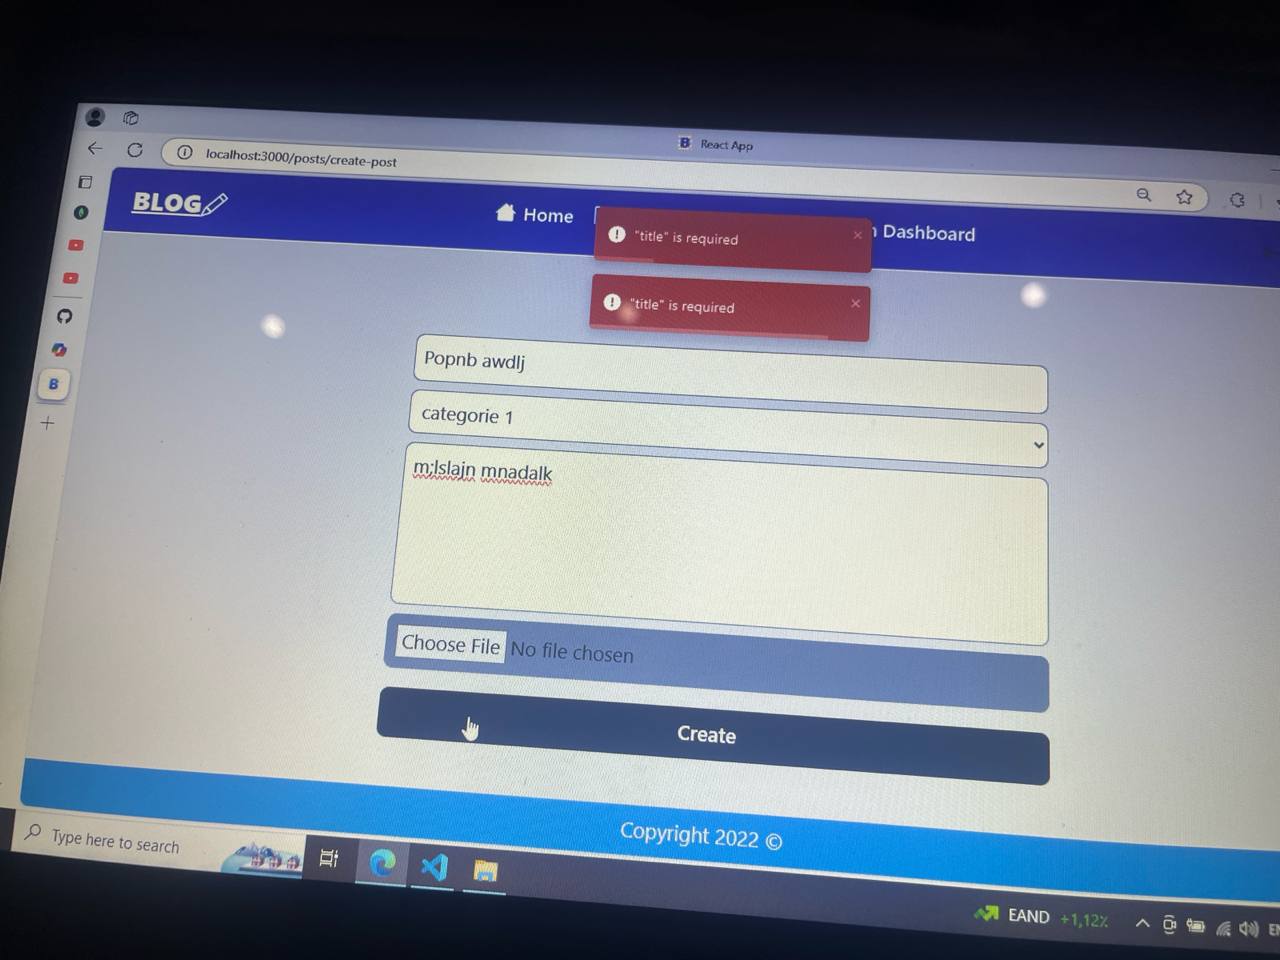 React App
localhost:3000/posts/create-post
BLOG
Home
Dashboard
"title" is required
"title" is required
Popnb awdlj
categorie 1
m;lslajn mnadalk
Choose File No file chosen
Create
Copyright 2022 ©
Type here to search
EAND +1,12%